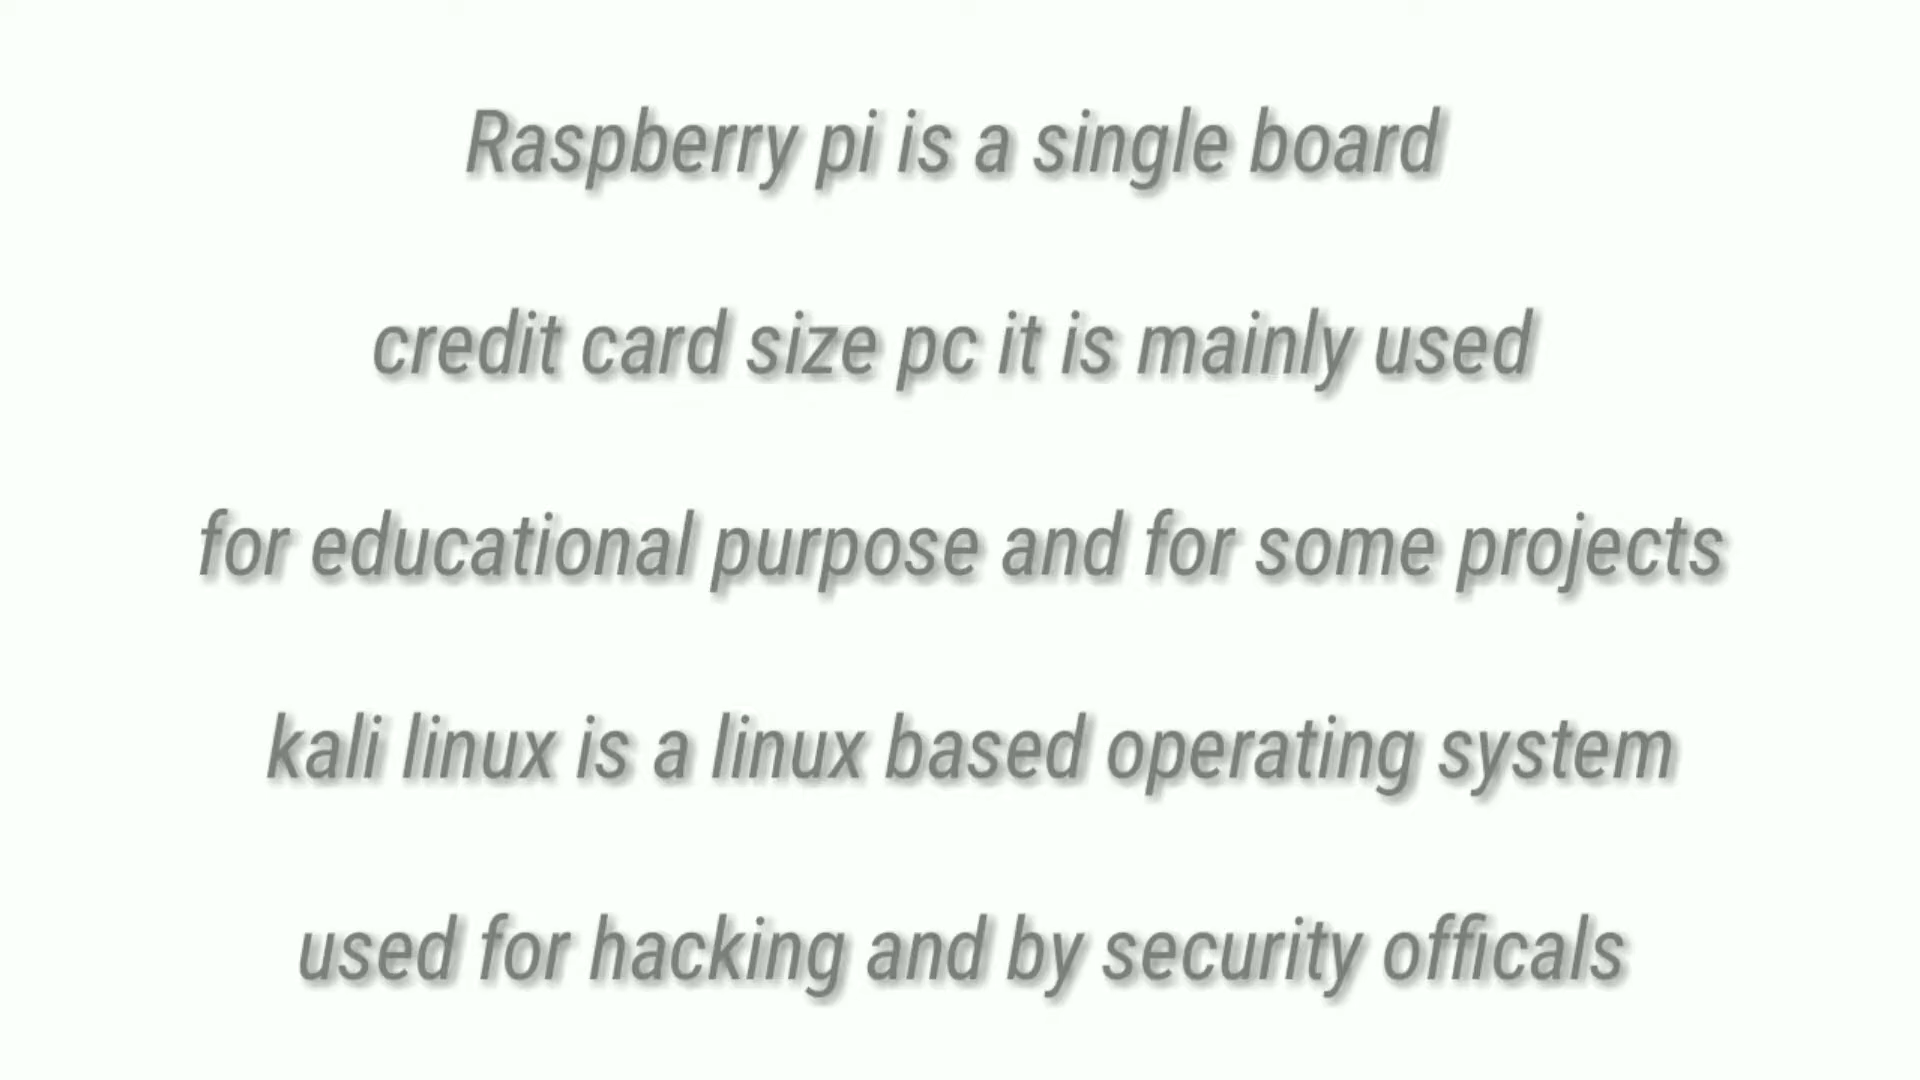 Raspberry pi is a single board
credit card size pc it is mainly used
for educational purpose and for some projects
kali linux is a linux based operating system
used for hacking and by security officals